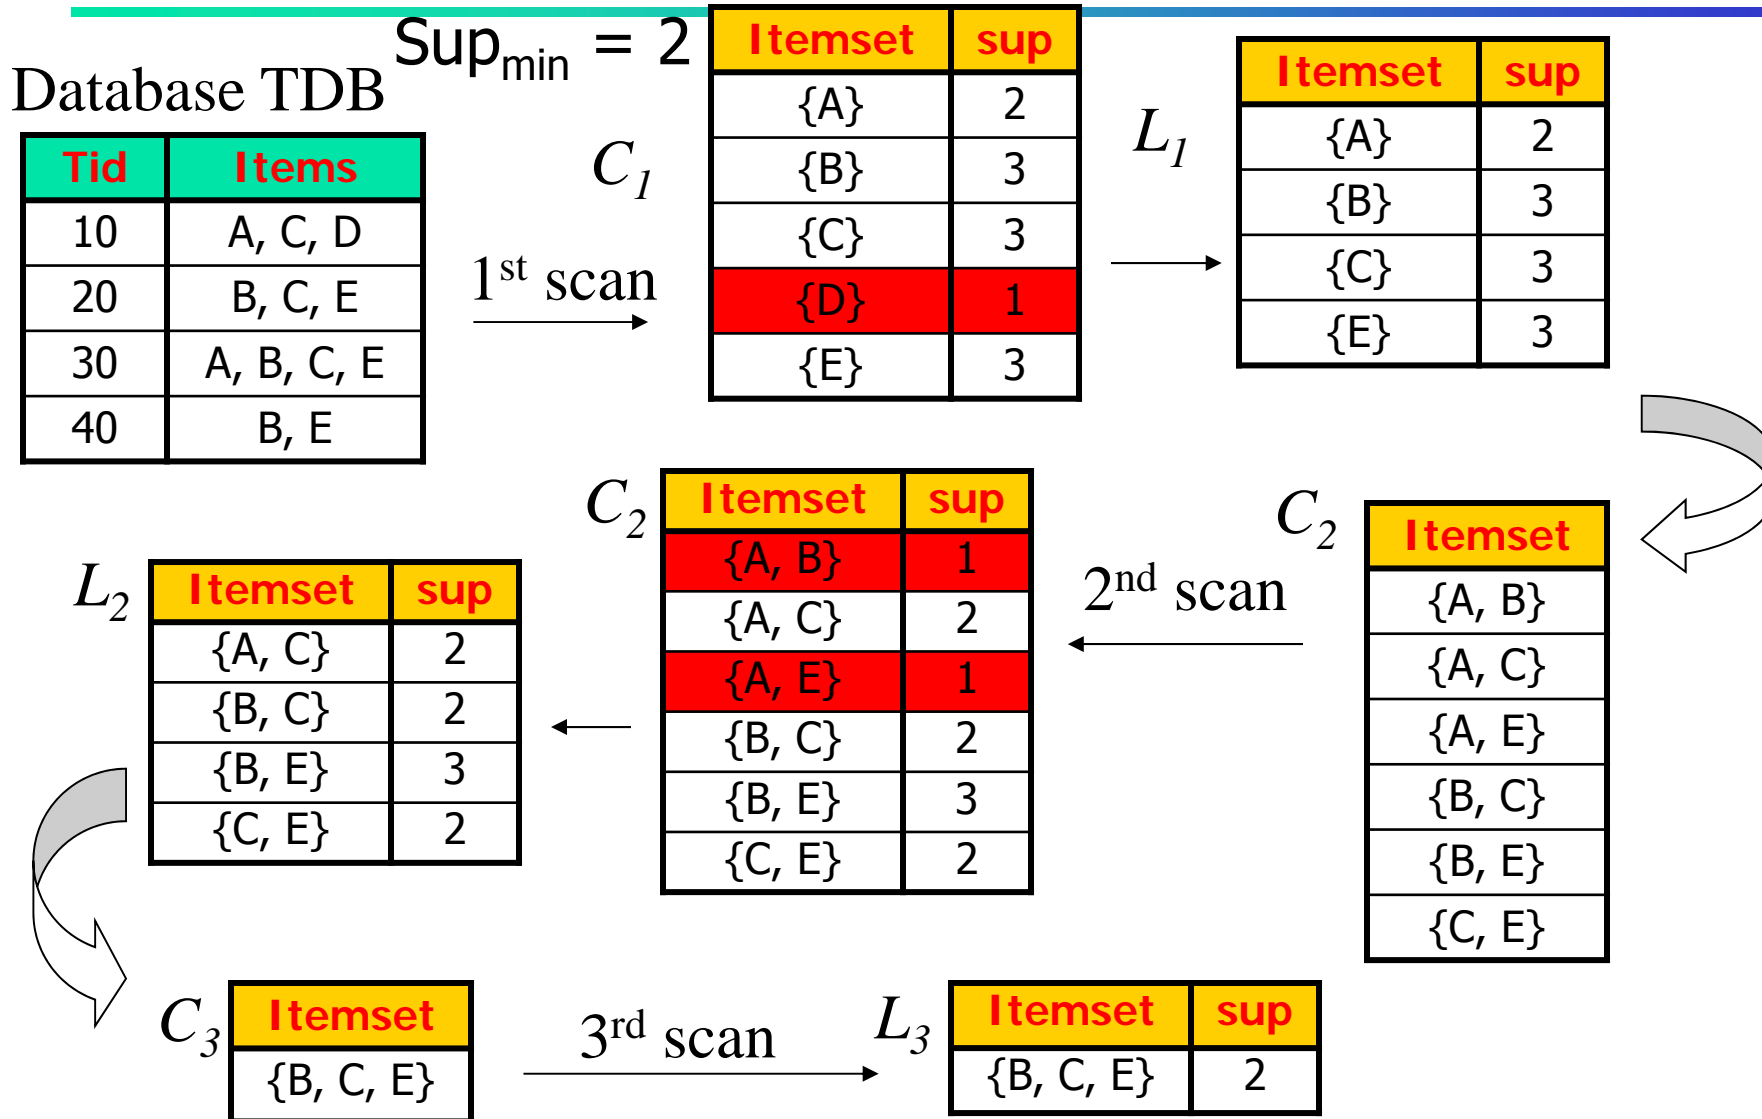 Sup_min = 2
Database TDB
Tid Items
10 A, C, D
20 B, C, E
30 A, B, C, E
40 B, E
1st scan
C1
Itemset sup
{A} 2
{B} 3
{C} 3
{D} 1
{E} 3
L1
Itemset sup
{A} 2
{B} 3
{C} 3
{E} 3
C2
Itemset
{A, B}
{A, C}
{A, E}
{B, C}
{B, E}
{C, E}
2nd scan
C2
Itemset sup
{A, B} 1
{A, C} 2
{A, E} 1
{B, C} 2
{B, E} 3
{C, E} 2
L2
Itemset sup
{A, C} 2
{B, C} 2
{B, E} 3
{C, E} 2
C3
Itemset
{B, C, E}
3rd scan
L3
Itemset sup
{B, C, E} 2